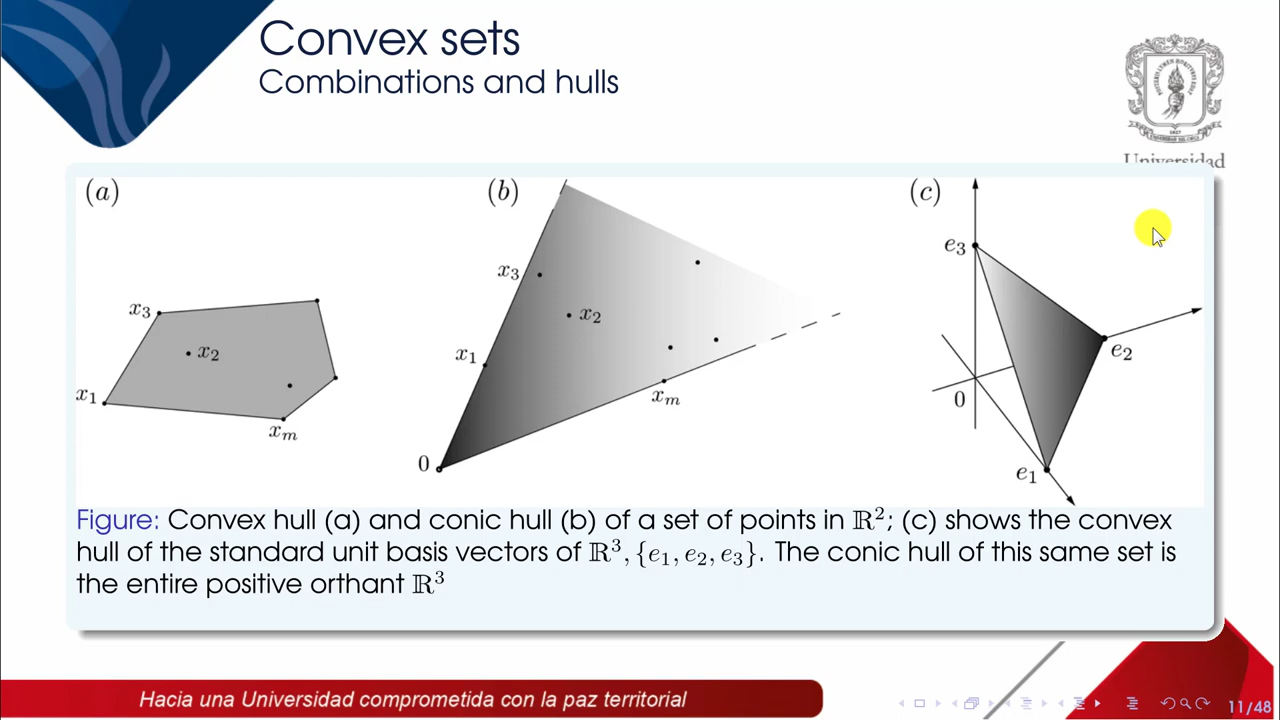 Convex sets
Combinations and hulls
Universidad
(a)
(b)
(c)
x₃
x₂
x₁
xₘ
x₃
x₂
x₁
xₘ
0
e₃
e₂
0
e₁
Figure: Convex hull (a) and conic hull (b) of a set of points in ℝ²; (c) shows the convex
hull of the standard unit basis vectors of ℝ³, {e₁, e₂, e₃}. The conic hull of this same set is
the entire positive orthant ℝ³
Hacia una Universidad comprometida con la paz territorial
11/48